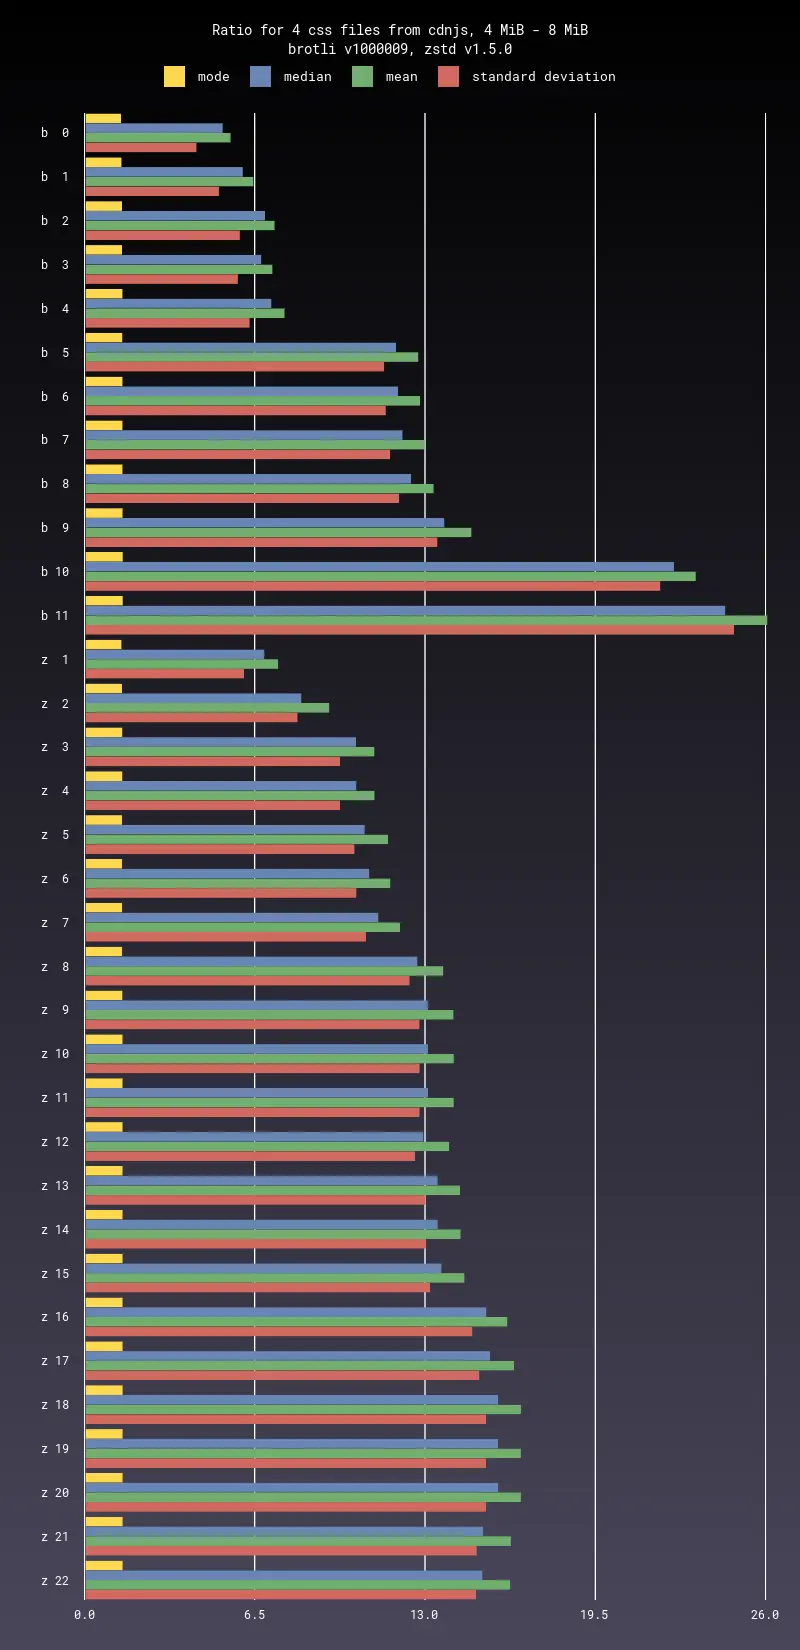 Ratio for 4 css files from cdnjs, 4 MiB - 8 MiB
brotli v1000009, zstd v1.5.0
mode median mean standard deviation
b 0
b 1
b 2
b 3
b 4
b 5
b 6
b 7
b 8
b 9
b 10
b 11
z 1
z 2
z 3
z 4
z 5
z 6
z 7
z 8
z 9
z 10
z 11
z 12
z 13
z 14
z 15
z 16
z 17
z 18
z 19
z 20
z 21
z 22
0.0 6.5 13.0 19.5 26.0